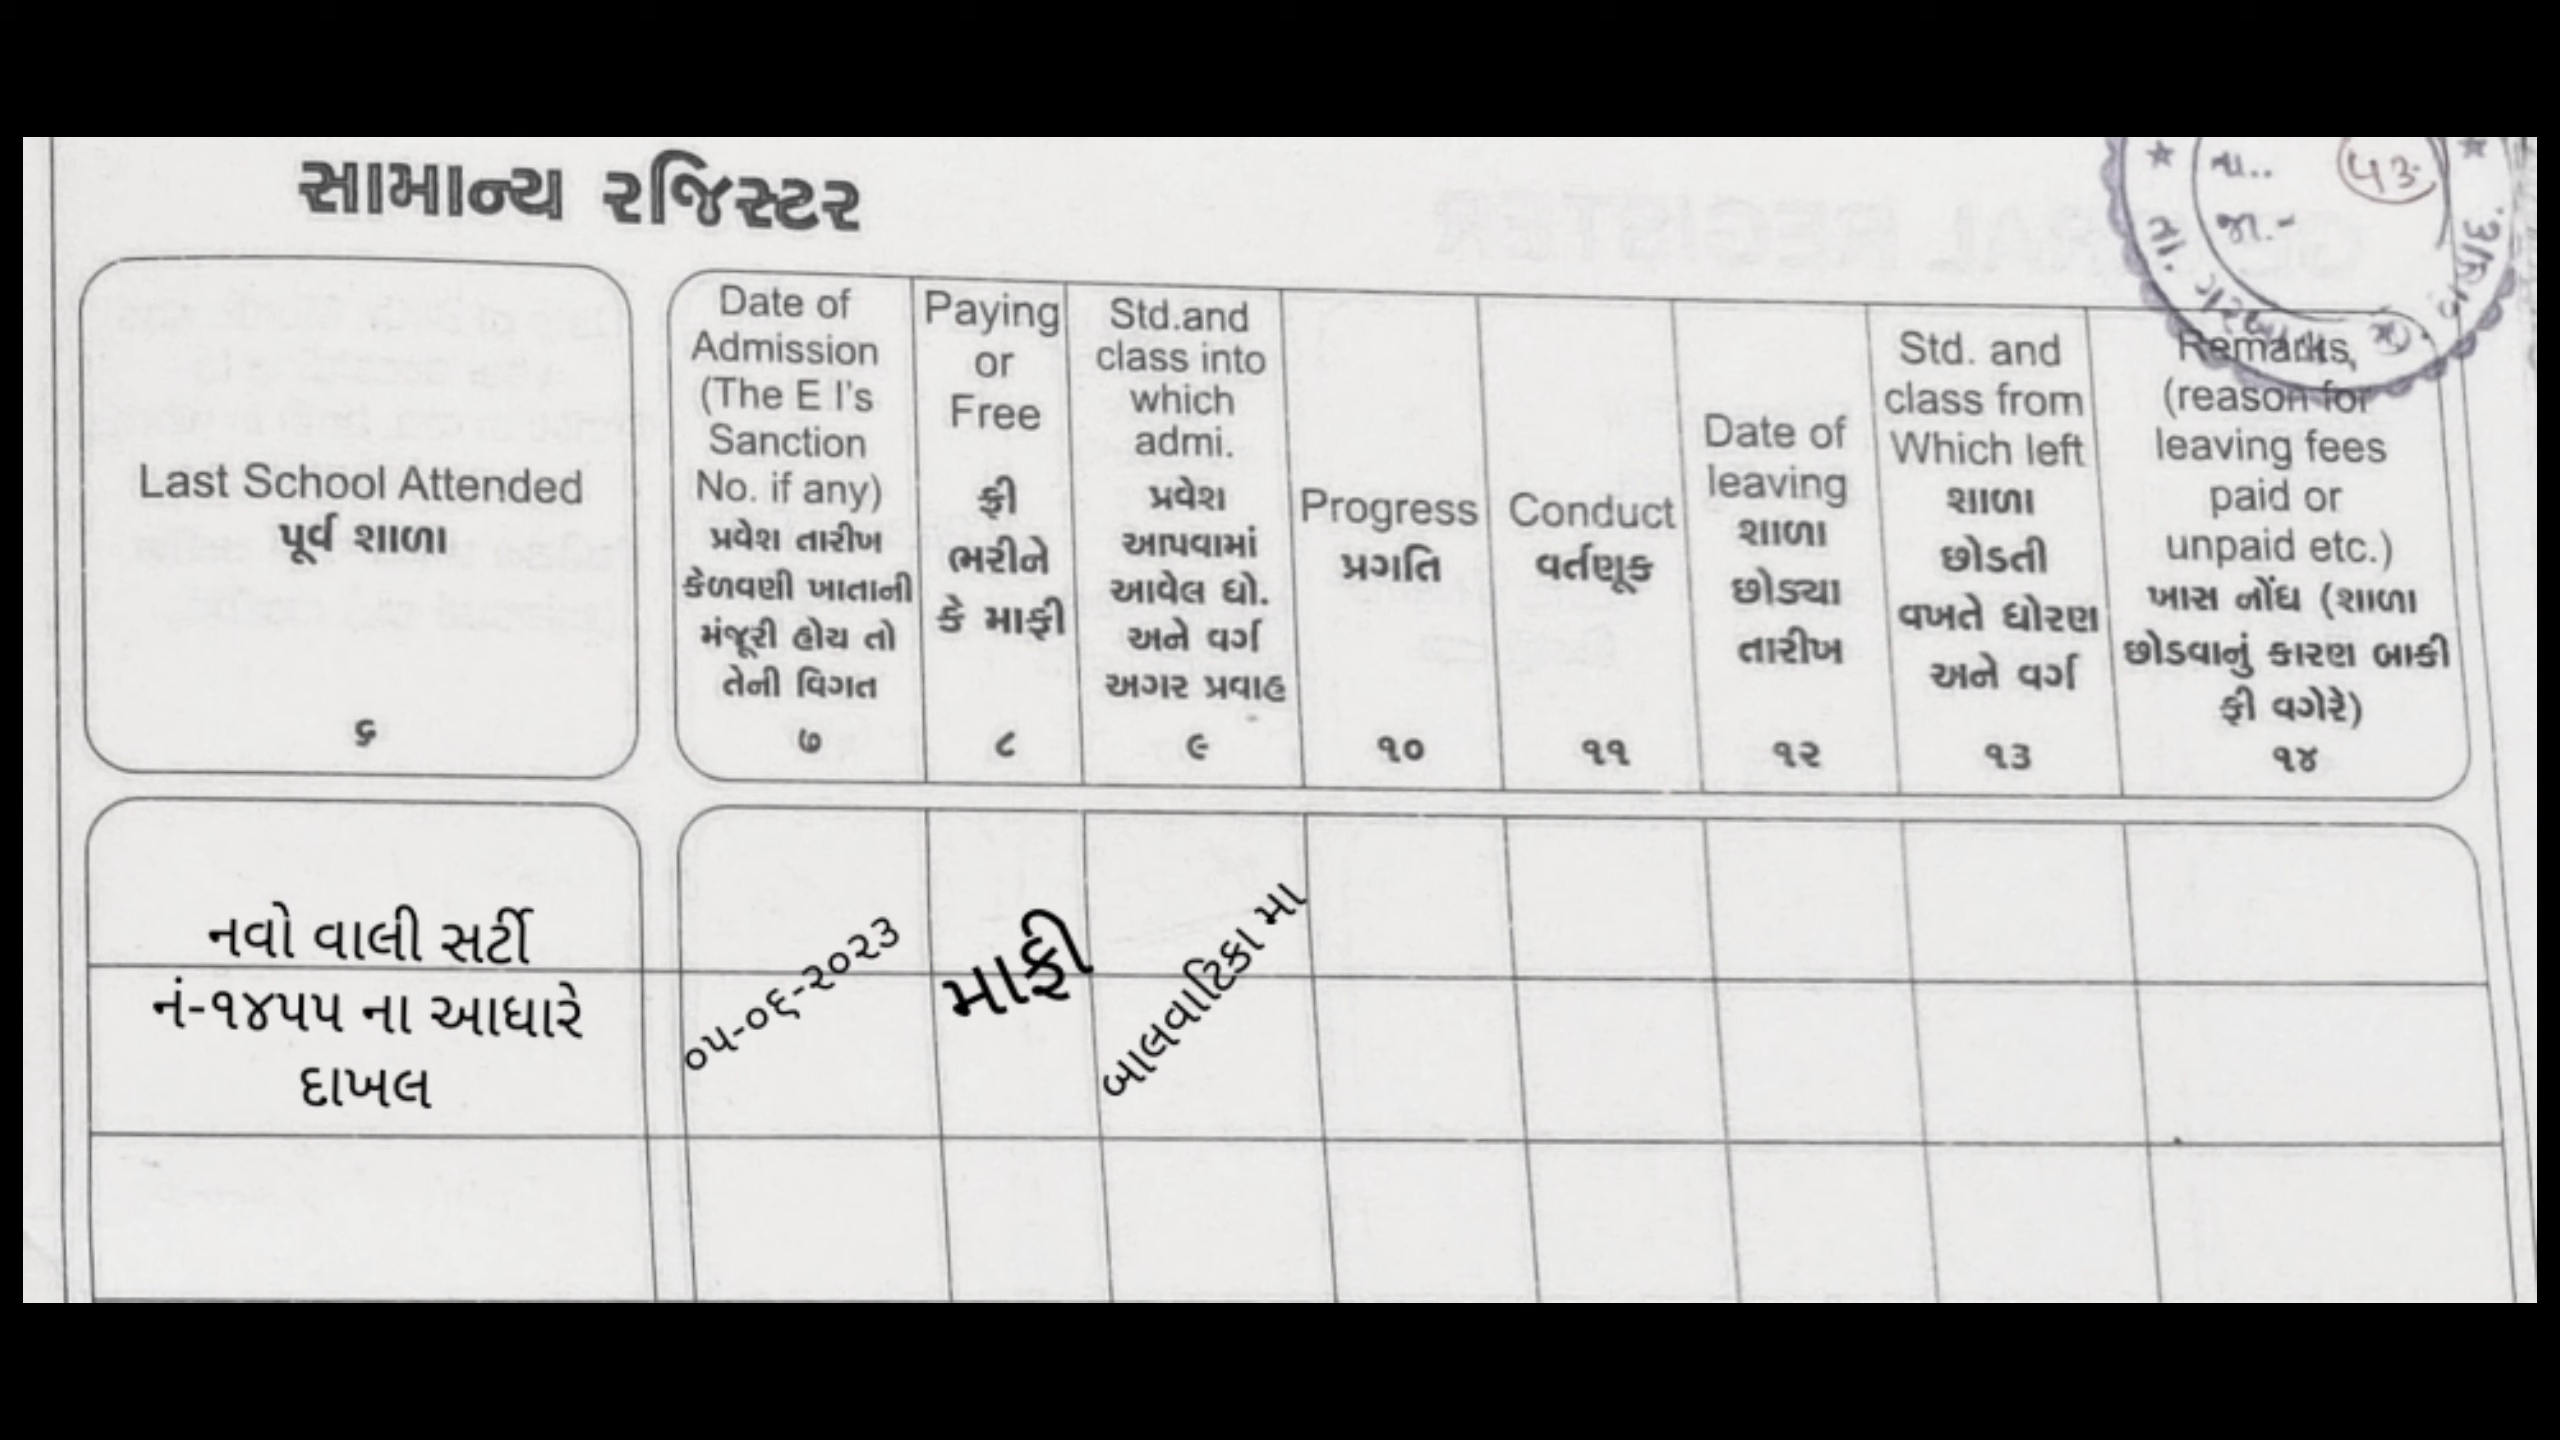 સામાન્ય રજિસ્ટર
તા..
૫૩
જા.-
Last School Attended
પૂર્વ શાળા
૬
Date of
Admission
(The E I's
Sanction
No. if any)
પ્રવેશ તારીખ
કેળવણી ખાતાની
મંજૂરી હોય તો
તેની વિગત
૭
Paying
or
Free
ફી
ભરીને
કે માફી
૮
Std.and
class into
which
admi.
પ્રવેશ
આપવામાં
આવેલ ધો.
અને વર્ગ
અગર પ્રવાહ
૯
Progress
પ્રગતિ
૧૦
Conduct
વર્તણૂક
૧૧
Date of
leaving
શાળા
છોડ્યા
તારીખ
૧૨
Std. and
class from
Which left
શાળા
છોડતી
વખતે ધોરણ
અને વર્ગ
૧૩
Remarks,
(reason for
leaving fees
paid or
unpaid etc.)
ખાસ નોંધ (શાળા
છોડવાનું કારણ બાકી
ફી વગેરે)
૧૪
નવો વાલી સર્ટી
નં-૧૪૫૫ ના આધારે
દાખલ
૦૫-૦૬-૨૦૨૩
માફી
બાલવાટિકા મા